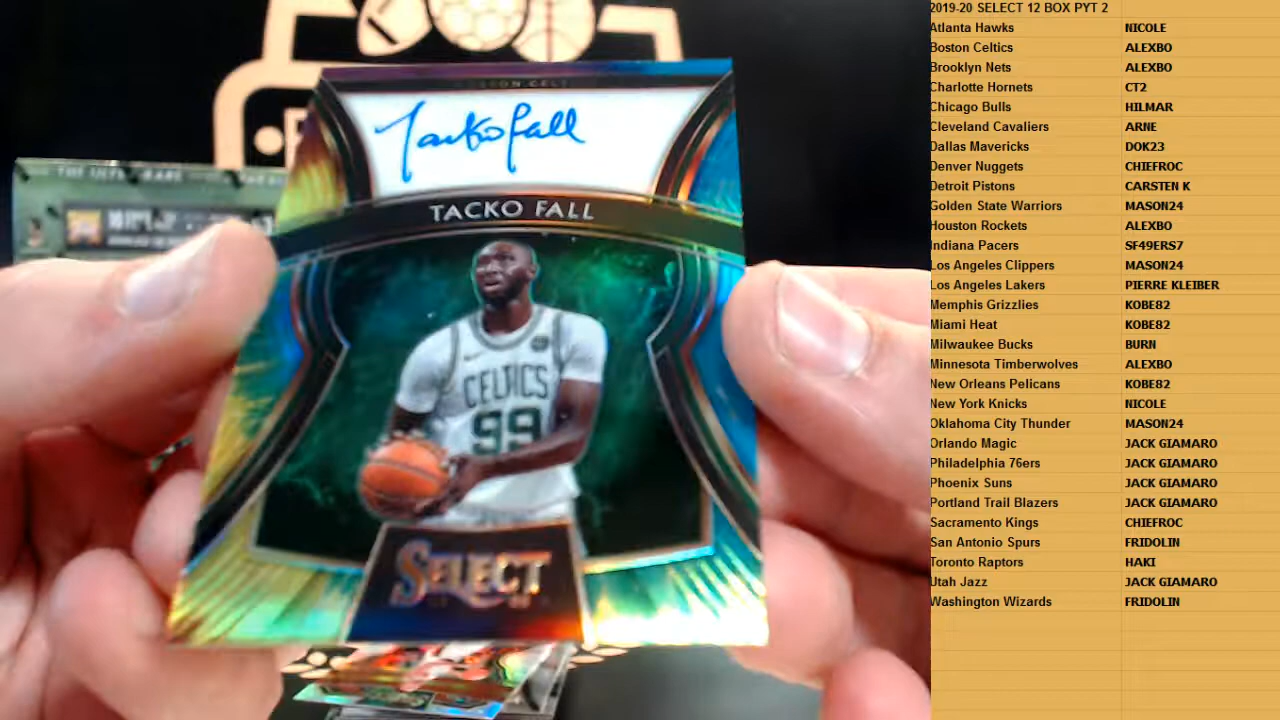 BOSTON CELTICS
Tacko Fall
TACKO FALL
CELTICS
99
SELECT
2019-20 SELECT 12 BOX PYT 2
Atlanta Hawks NICOLE
Boston Celtics ALEXBO
Brooklyn Nets ALEXBO
Charlotte Hornets CT2
Chicago Bulls HILMAR
Cleveland Cavaliers ARNE
Dallas Mavericks DOK23
Denver Nuggets CHIEFROC
Detroit Pistons CARSTEN K
Golden State Warriors MASON24
Houston Rockets ALEXBO
Indiana Pacers SF49ERS7
Los Angeles Clippers MASON24
Los Angeles Lakers PIERRE KLEIBER
Memphis Grizzlies KOBE82
Miami Heat KOBE82
Milwaukee Bucks BURN
Minnesota Timberwolves ALEXBO
New Orleans Pelicans KOBE82
New York Knicks NICOLE
Oklahoma City Thunder MASON24
Orlando Magic JACK GIAMARO
Philadelphia 76ers JACK GIAMARO
Phoenix Suns JACK GIAMARO
Portland Trail Blazers JACK GIAMARO
Sacramento Kings CHIEFROC
San Antonio Spurs FRIDOLIN
Toronto Raptors HAKI
Utah Jazz JACK GIAMARO
Washington Wizards FRIDOLIN